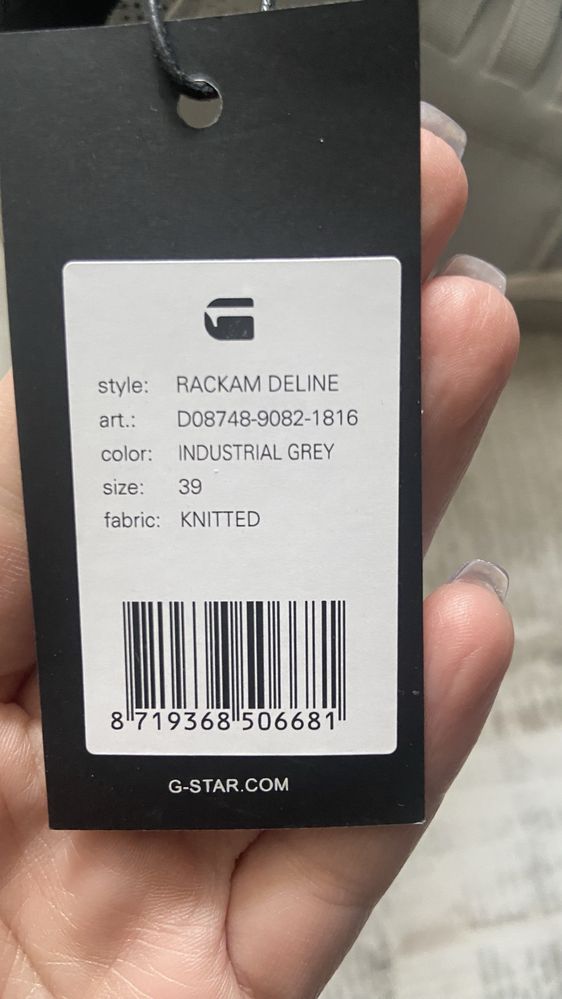 style: RACKAM DELINE
art.: D08748-9082-1816
color: INDUSTRIAL GREY
size: 39
fabric: KNITTED
8 719368 506681
G-STAR.COM